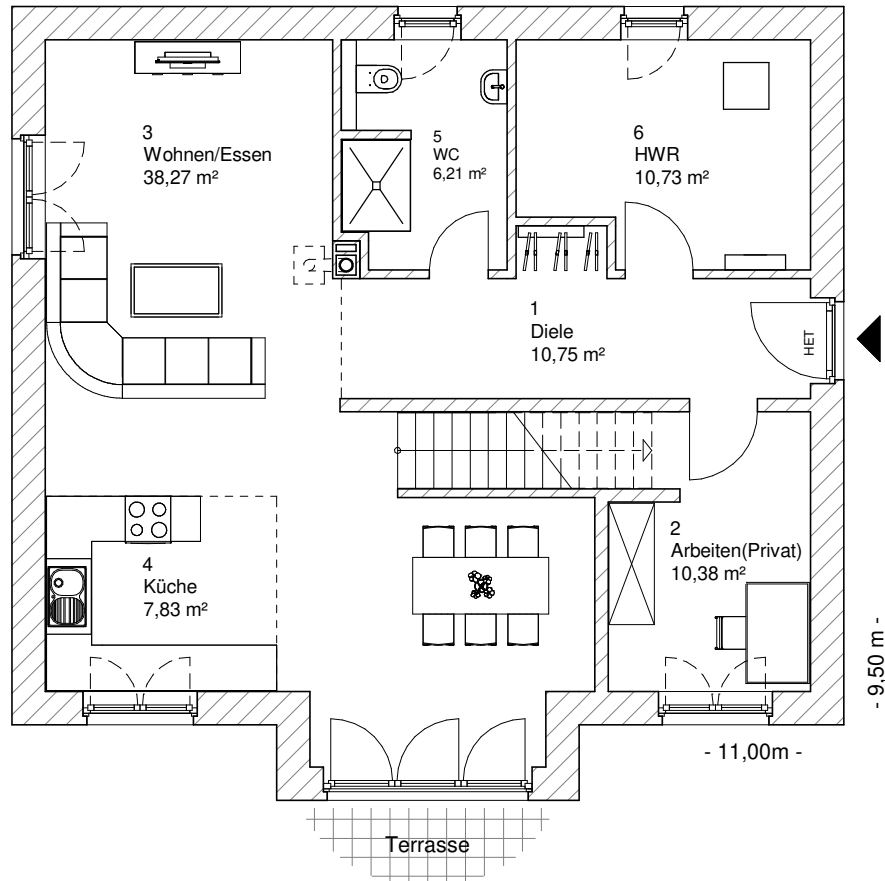 3
Wohnen/Essen
38,27 m²
5
WC
6,21 m²
6
HWR
10,73 m²
1
Diele
10,75 m²
HET
4
Küche
7,83 m²
2
Arbeiten(Privat)
10,38 m²
- 9,50 m -
- 11,00m -
Terrasse